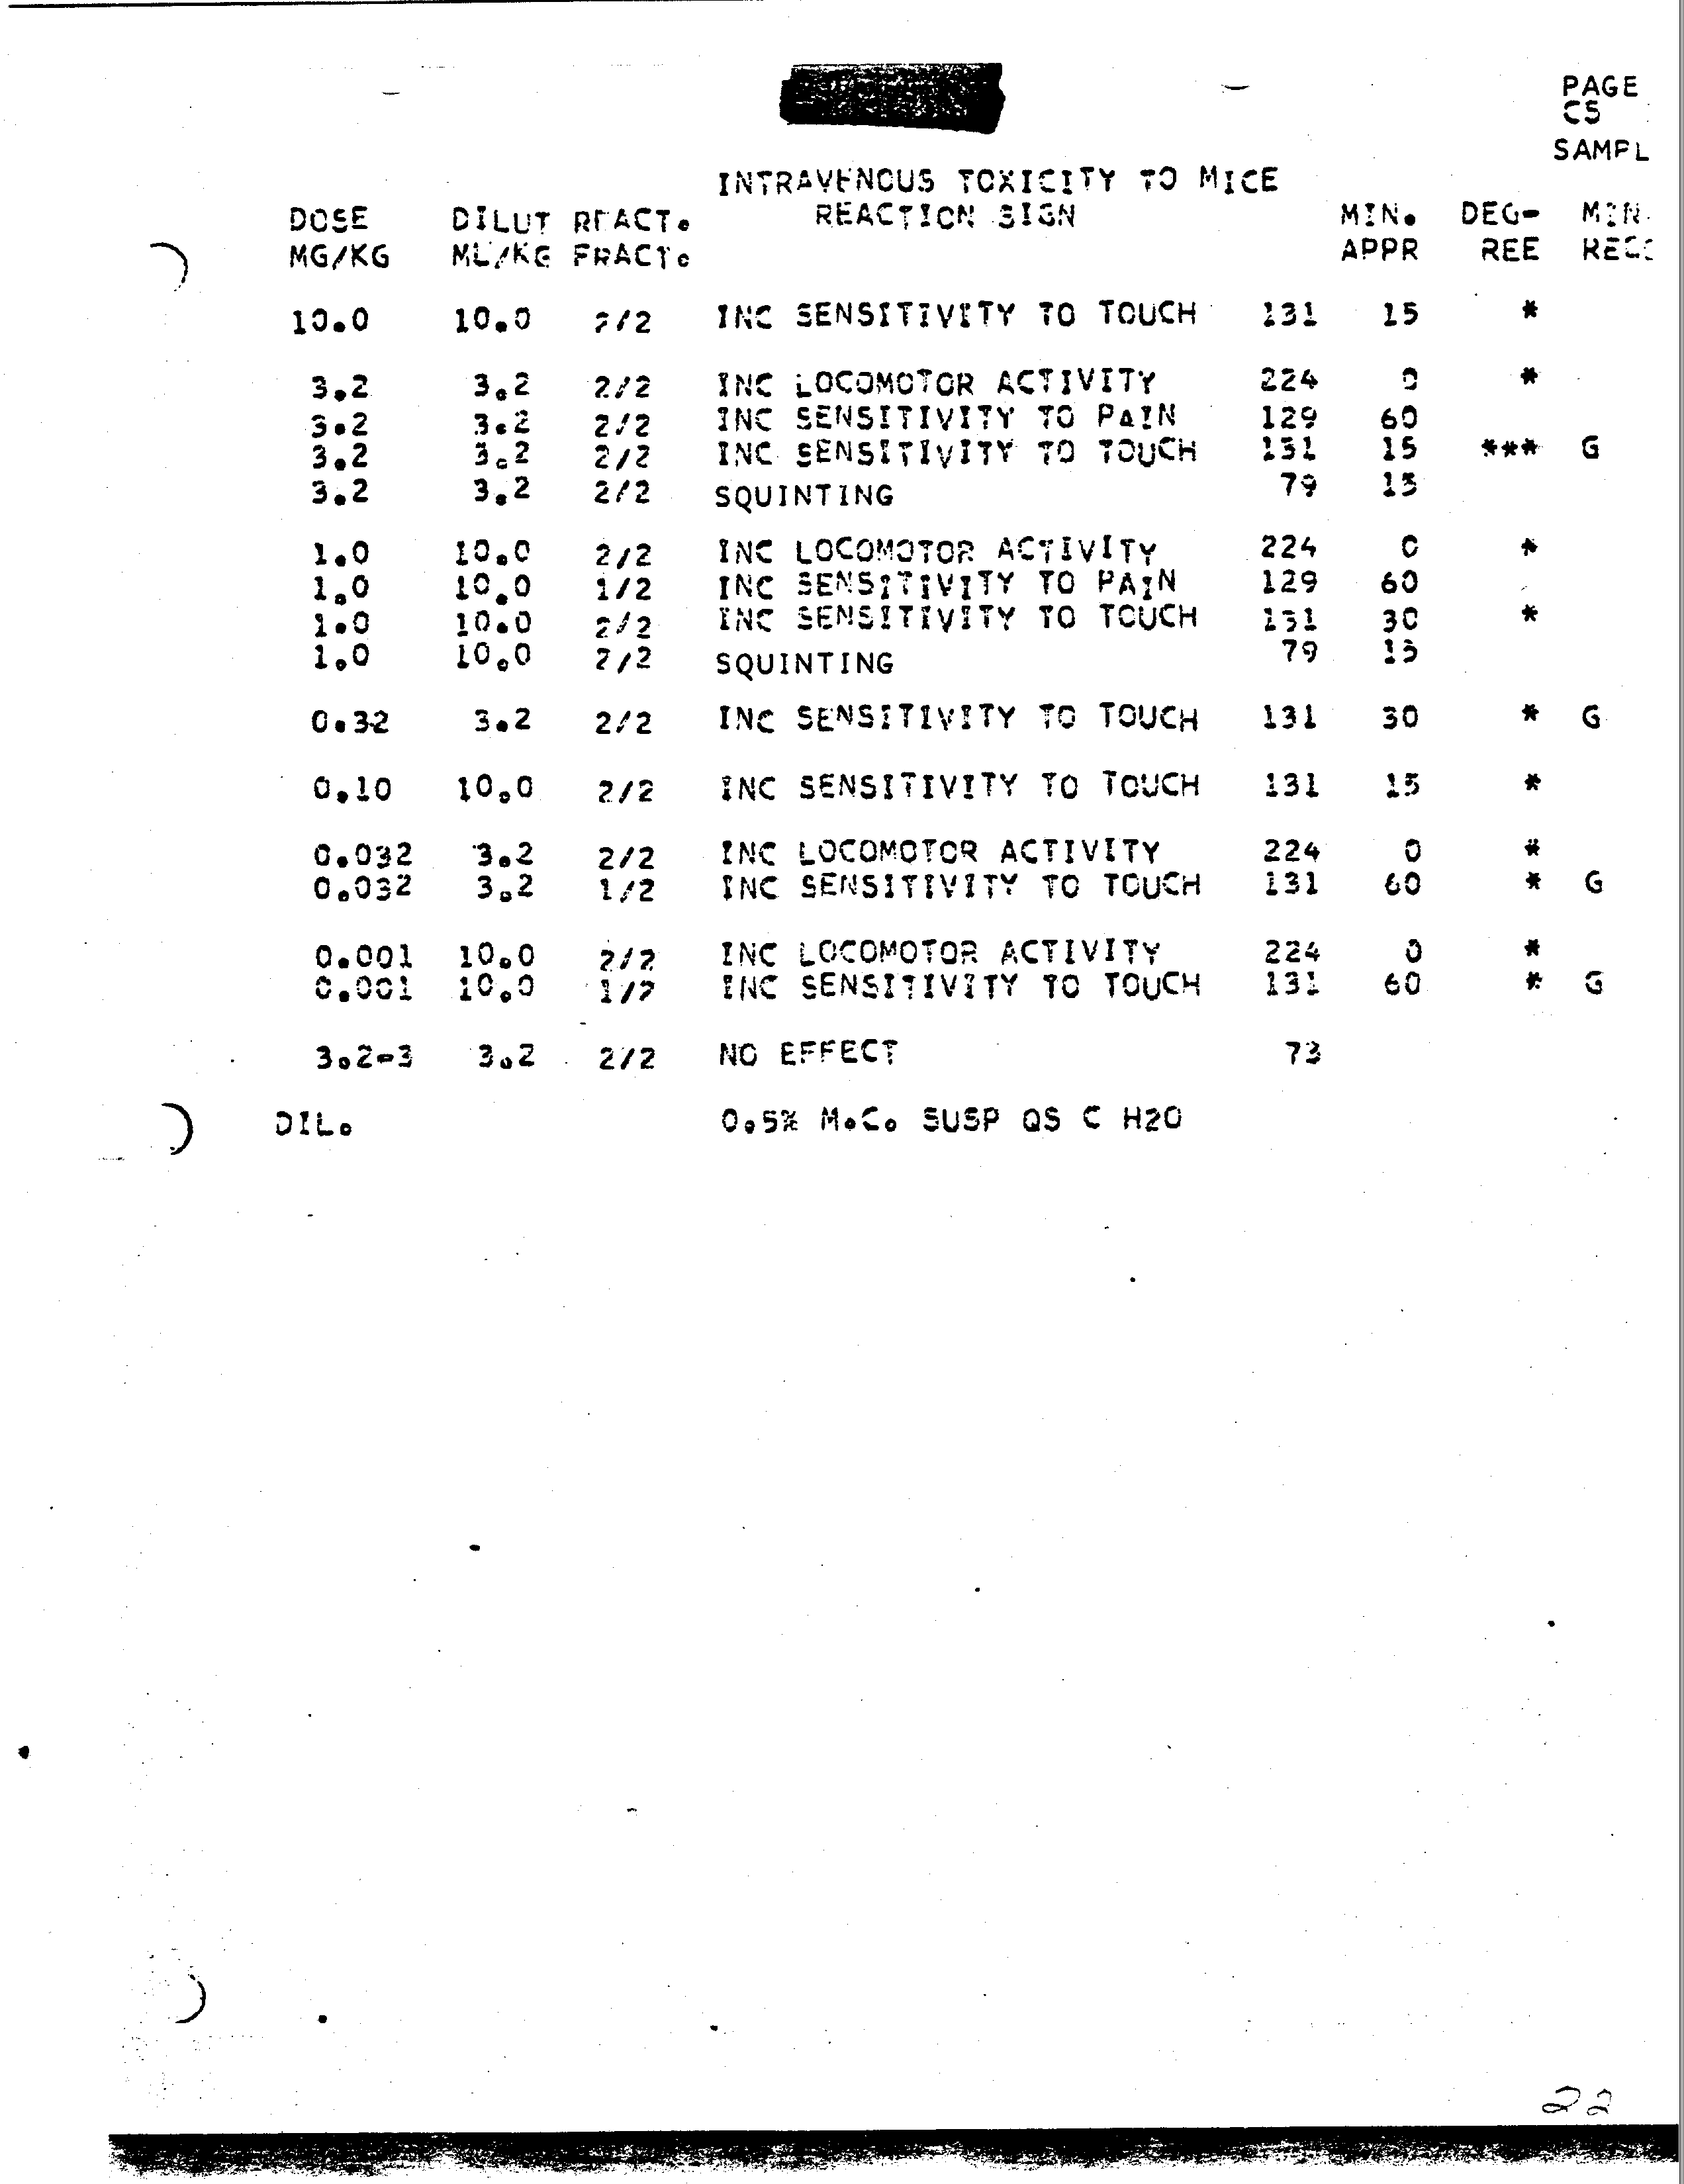 PAGE
CS
SAMPL
INTRAVENOUS TOXICITY TO MICE
DOSE DILUT REACT. REACTION SIGN MIN. DEG- MIN.
MG/KG ML/KG FRACT. APPR REE
10.0 10.0 2/2 INC SENSITIVITY TO TOUCH 131 15 *
3.2 3.2 2/2 INC LOCOMOTOR ACTIVITY 224 0 *
3.2 3.2 2/2 INC SENSITIVITY TO PAIN 129 60
3.2 3.2 2/2 INC SENSITIVITY TO TOUCH 131 15 *** G
3.2 3.2 2/2 SQUINTING 79 15
1.0 10.0 2/2 INC LOCOMOTOR ACTIVITY 224 0 *
1.0 10.0 1/2 INC SENSITIVITY TO PAIN 129 60
1.0 10.0 2/2 INC SENSITIVITY TO TOUCH 131 30 *
1.0 10.0 2/2 SQUINTING 79 15
0.32 3.2 2/2 INC SENSITIVITY TO TOUCH 131 30 * G
0.10 10.0 2/2 INC SENSITIVITY TO TOUCH 131 15 *
0.032 3.2 2/2 INC LOCOMOTOR ACTIVITY 224 0 *
0.032 3.2 1/2 INC SENSITIVITY TO TOUCH 131 60 * G
0.001 10.0 2/2 INC LOCOMOTOR ACTIVITY 224 0 *
0.001 10.0 1/2 INC SENSITIVITY TO TOUCH 131 60 * G
3.2-3 3.2 2/2 NO EFFECT 73
DIL. 0.5% M.C. SUSP QS C H2O
22